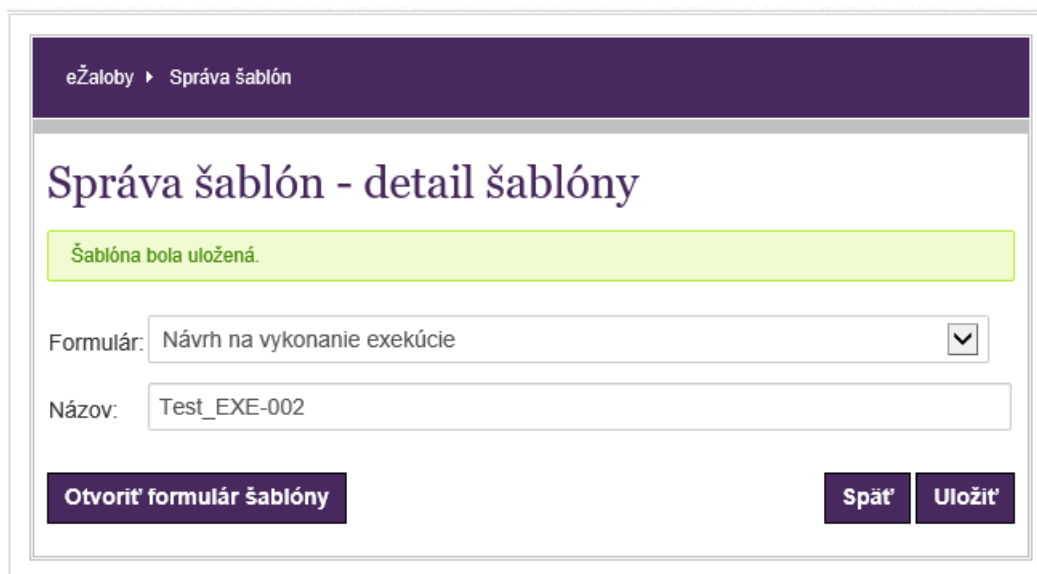 eŽaloby Správa šablón
Správa šablón - detail šablóny
Šablóna bola uložená.
Formulár: Návrh na vykonanie exekúcie
Názov: Test_EXE-002
Otvoriť formulár šablóny Späť Uložiť